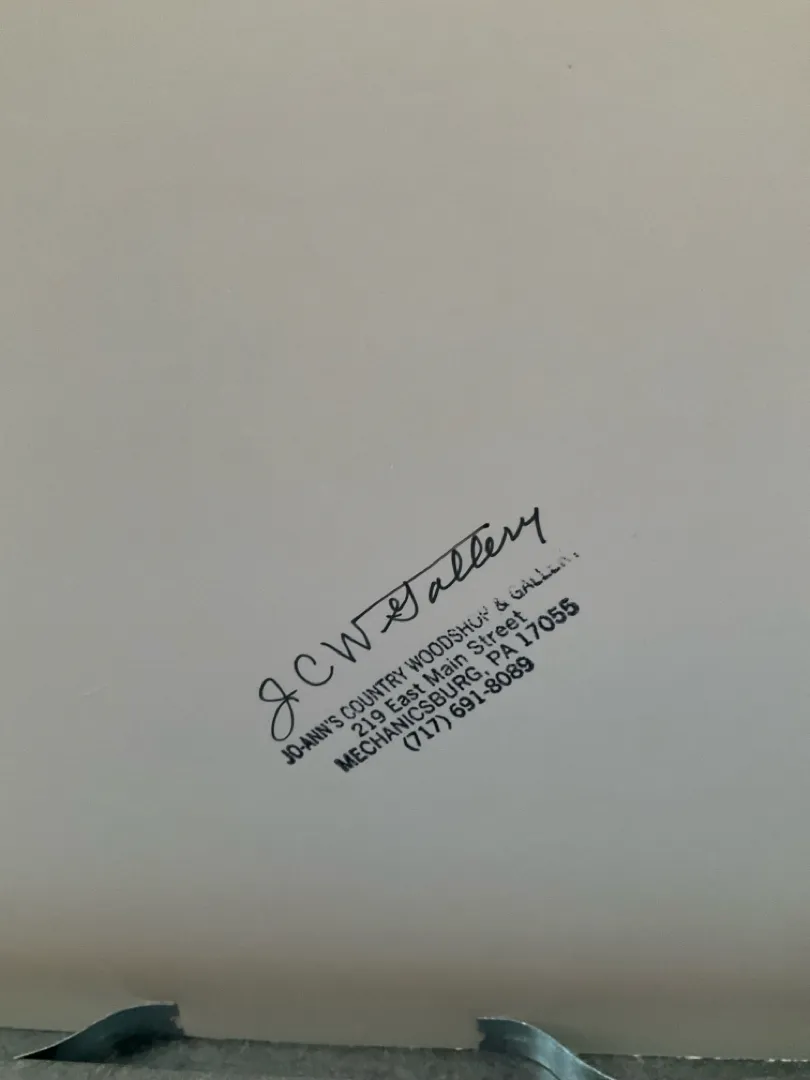 JCW Gallery
JO-ANN'S COUNTRY WOODSHOP & GALLERY
219 East Main Street
MECHANICSBURG, PA 17055
(717) 691-8089